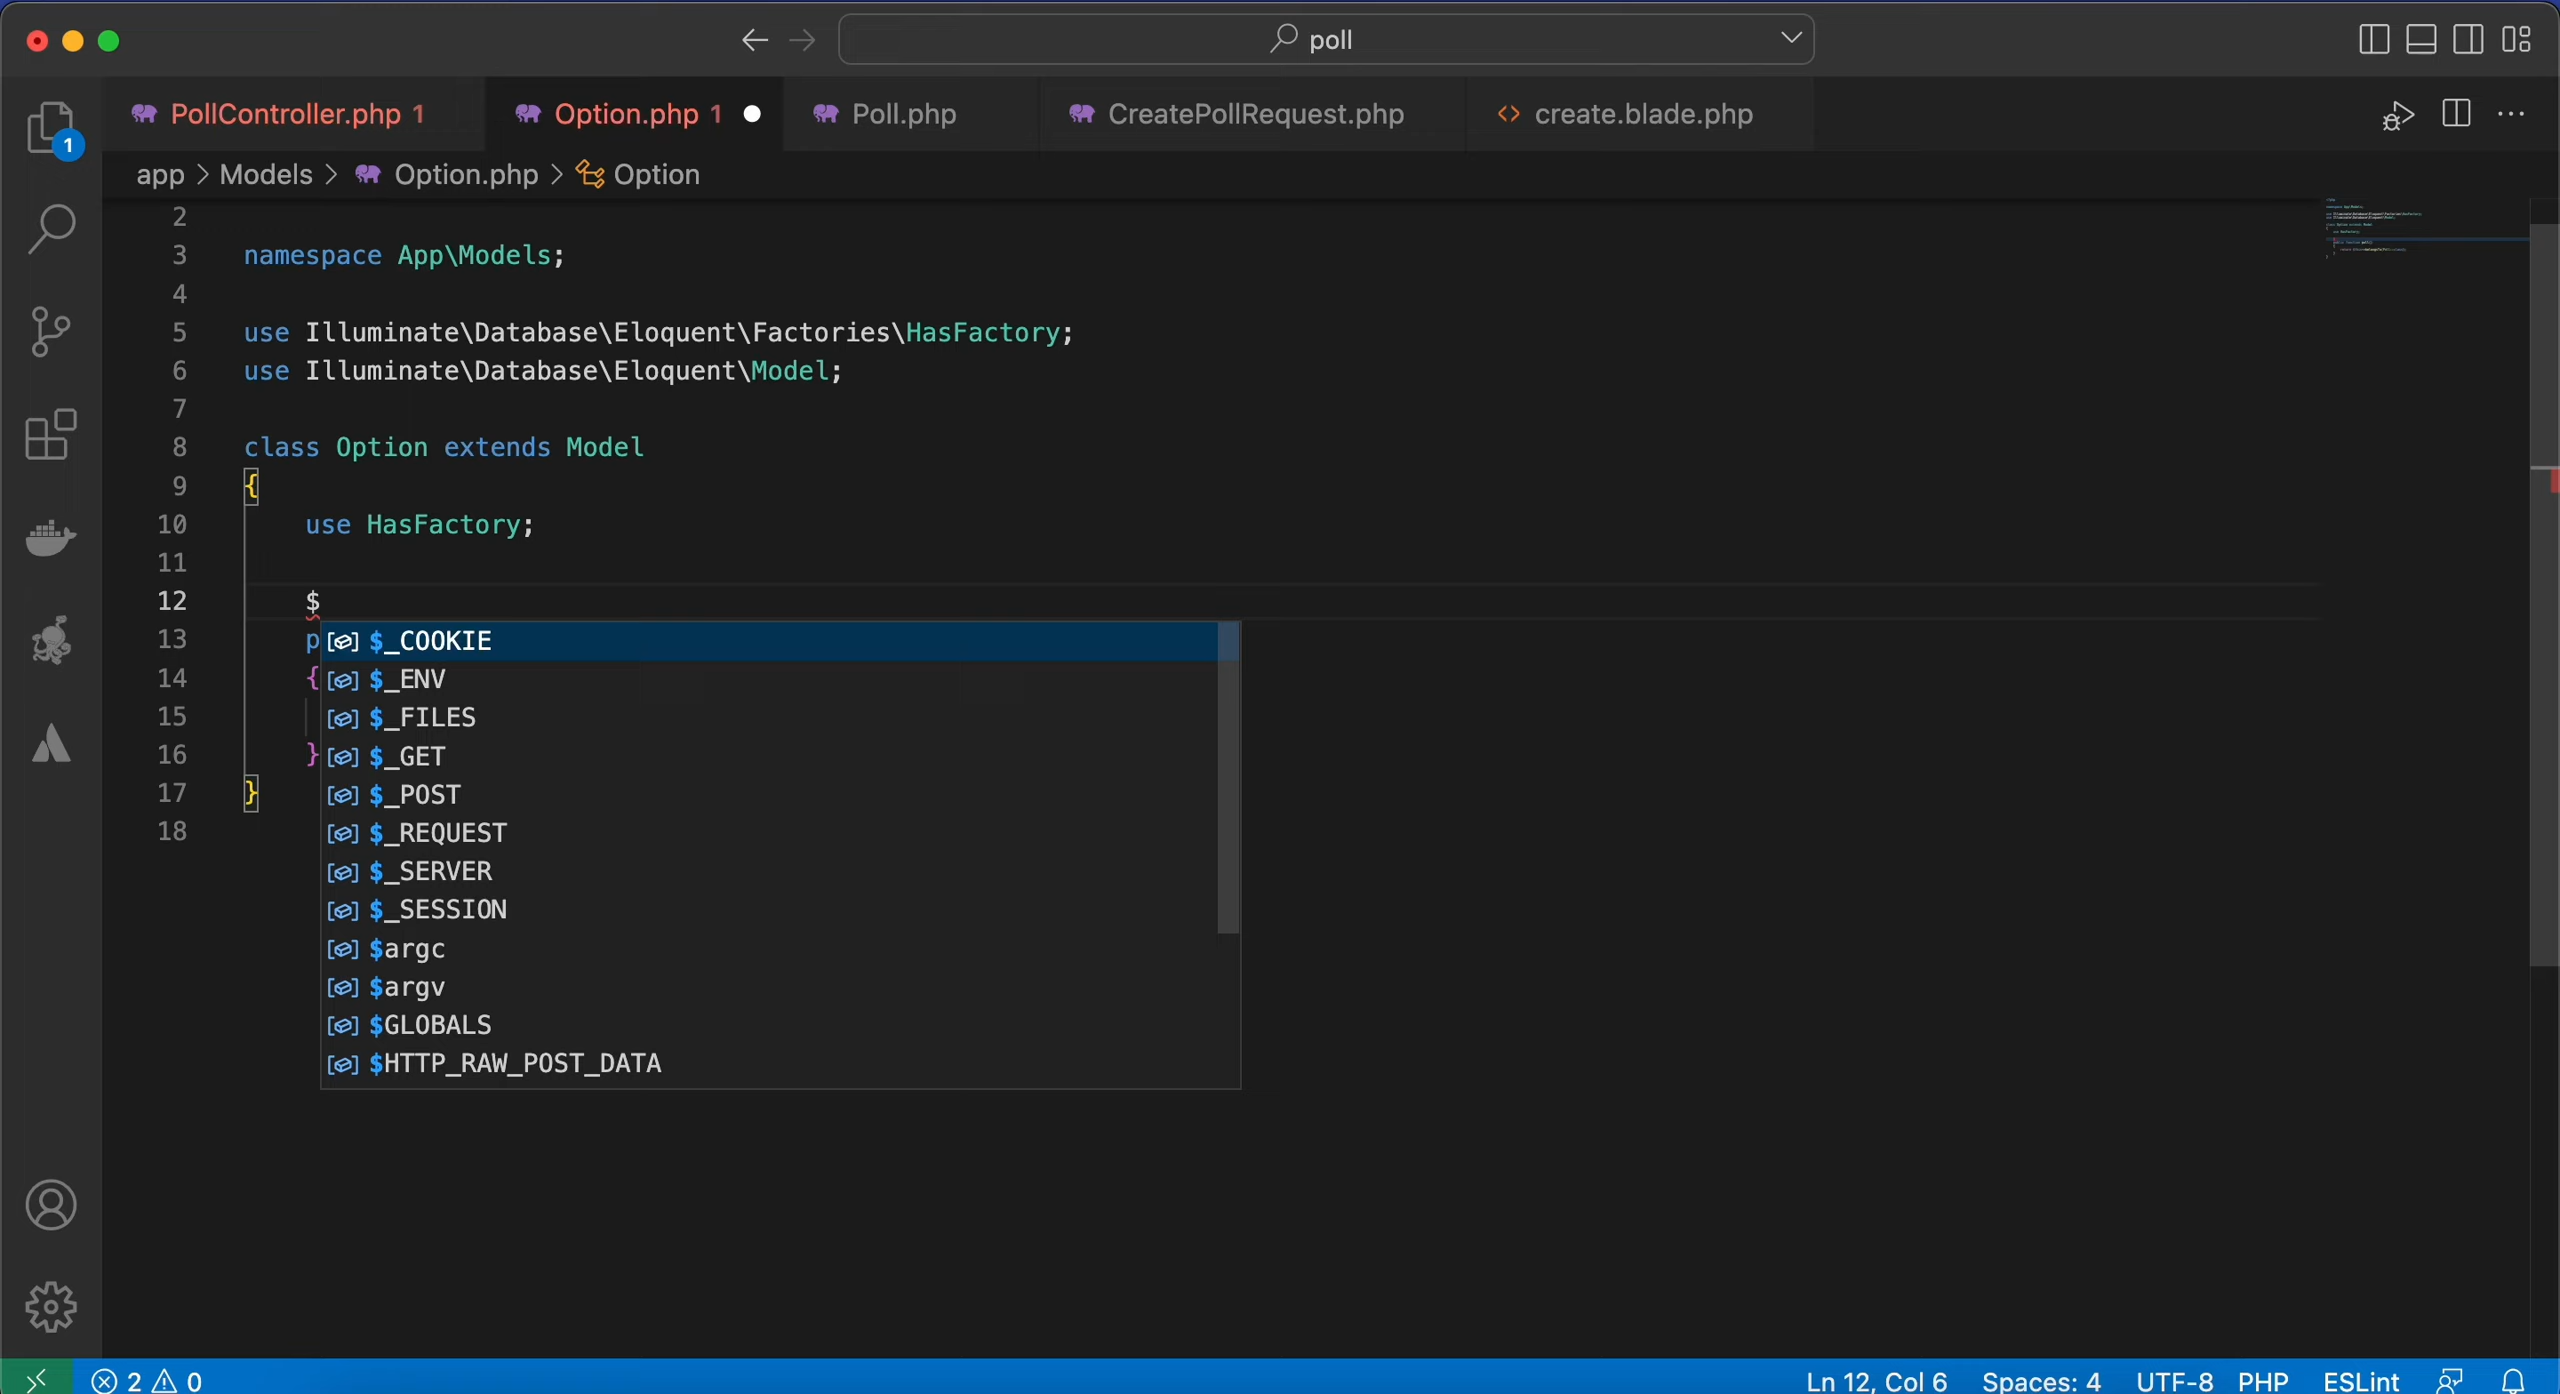 poll
PollController.php 1
Option.php 1
Poll.php
CreatePollRequest.php
create.blade.php
1
app > Models > Option.php > Option
2
3 namespace App\Models;
4
5 use Illuminate\Database\Eloquent\Factories\HasFactory;
6 use Illuminate\Database\Eloquent\Model;
7
8 class Option extends Model
9 {
10 use HasFactory;
11
12 $
13 p
14 {
15
16 }
17 }
18
$_COOKIE
$_ENV
$_FILES
$_GET
$_POST
$_REQUEST
$_SERVER
$_SESSION
$argc
$argv
$GLOBALS
$HTTP_RAW_POST_DATA
2 0 Ln 12, Col 6 Spaces: 4 UTF-8 PHP ESLint